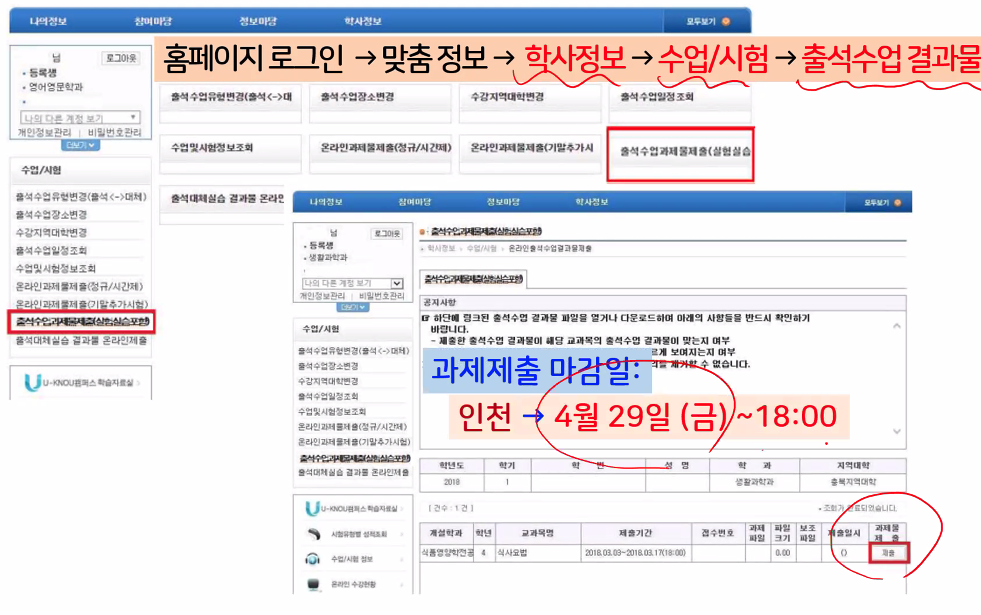 나의정보 참여마당 정보마당 학사정보 모두보기
홈페이지 로그인 →맞춤 정보→ 학사정보→ 수업/시험→출석수업 결과물
님 로그아웃
• 등록생
• 영어영문학과
나의 다른 계정 보기
개인정보관리 | 비밀번호관리
더보기
수업/시험
출석수업유형변경(출석<->대체)
출석수업장소변경
수강지역대학변경
출석수업일정조회
수업및시험정보조회
온라인과제물제출(정규/시간제)
온라인과제물제출(기말추가시험)
출석수업과제물제출(실험실습포함)
출석대체실습 결과물 온라인제출
U-KNOU캠퍼스 학습자료실
출석수업유형변경(출석<->대 출석수업장소변경 수강지역대학변경 출석수업일정조회
수업및시험정보조회 온라인과제물제출(정규/시간제) 온라인과제물제출(기말추가시 출석수업과제물제출(실험실습
출석대체실습 결과물 온라인
나의정보 참여마당 정보마당 학사정보 모두보기
님 로그아웃
• 등록생
• 생활과학과
나의 다른 계정 보기
개인정보관리 | 비밀번호관리
더보기
수업/시험
출석수업유형변경(출석<->대체)
출석수업장소변경
수강지역대학변경
출석수업일정조회
수업및시험정보조회
온라인과제물제출(정규/시간제)
온라인과제물제출(기말추가시험)
출석수업과제물제출(실험실습포함)
출석대체실습 결과물 온라인제출
U-KNOU캠퍼스 학습자료실
시험유형별 성적조회
수업/시험 정보
온라인 수강현황
출석수업과제물제출(실험실습포함)
학사정보 > 수업/시험 > 온라인출석수업결과물제출
출석수업과제물제출(실험실습포함)
공지사항
☞ 하단에 링크된 출석수업 결과물 파일을 열거나 다운로드하여 아래의 사항들을 반드시 확인하기
바랍니다.
- 제출한 출석수업 결과물이 해당 교과목의 출석수업 결과물이 맞는지 여부
르게 보여지는지 여부
제거할 수 없습니다.
과제제출 마감일:
인천 → 4월 29일 (금) ~18:00
학년도 학기 학 번 성 명 학 과 지역대학
2018 1 생활과학과 충북지역대학
[ 건수 : 1 건 ] • 조회가 완료되었습니다.
개설학과 학년 교과목명 제출기간 접수번호 과제파일 파일크기 보조파일 제출일시 과제물제 출
식품영양학전공 4 식사요법 2018.03.03~2018.03.17(18:00) 0.00 () 제출